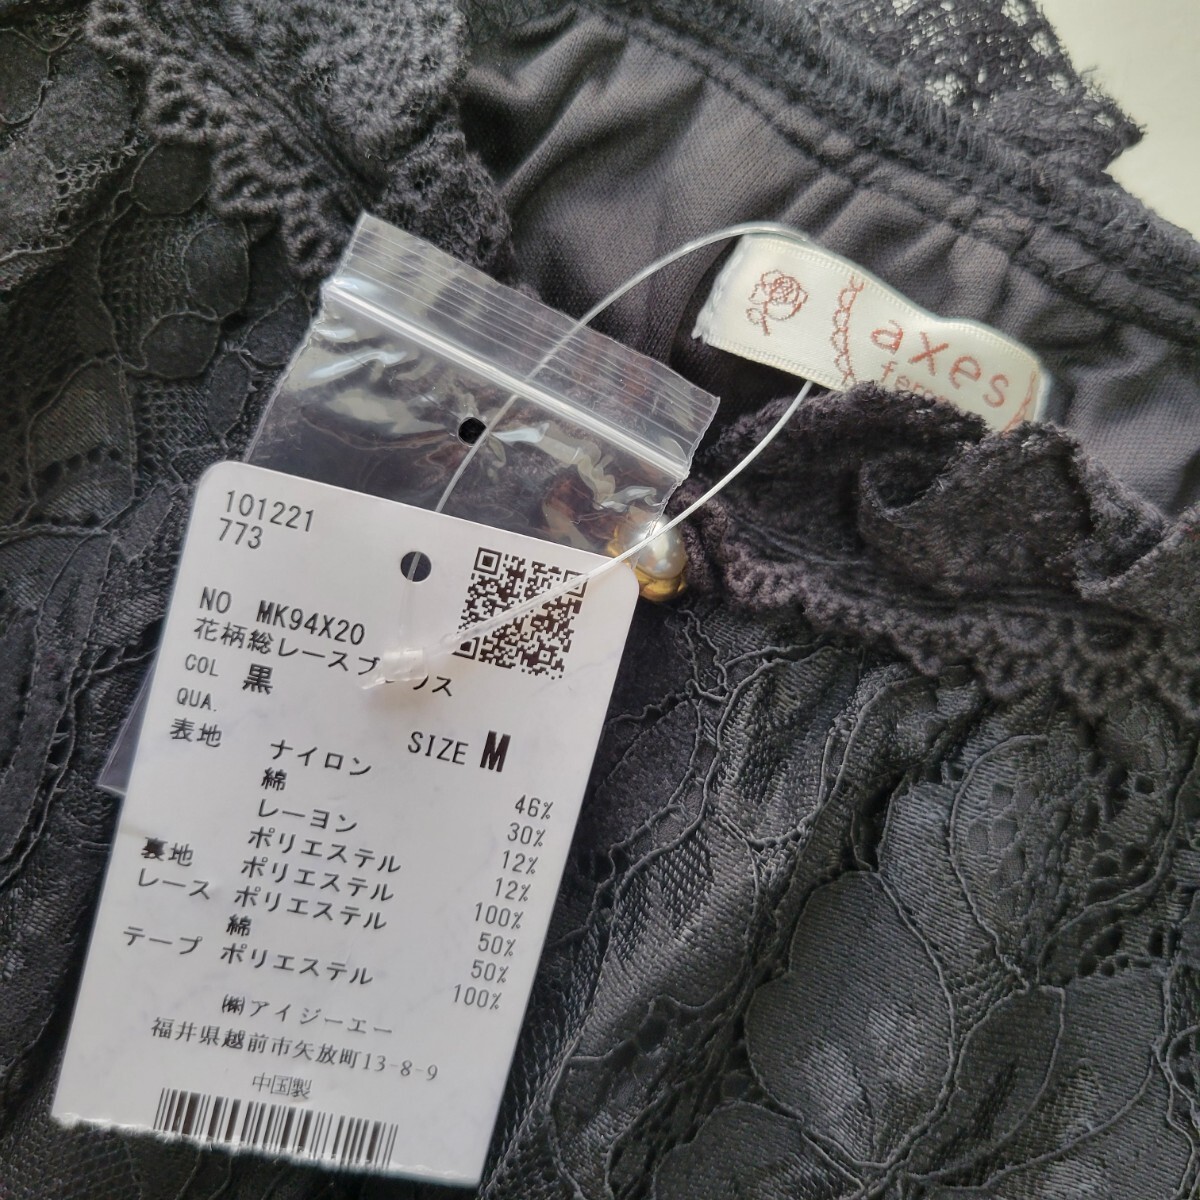 axes
101221
773
NO MK94X20
花柄総レースブ リス
COL 黒
QUA.
SIZE M
表地 ナイロン 46%
綿 30%
レーヨン 12%
ポリエステル 12%
裏地 ポリエステル 100%
レース ポリエステル 50%
綿 50%
テープ ポリエステル 100%
㈱アイジーエー
福井県越前市矢放町13-8-9
中国製